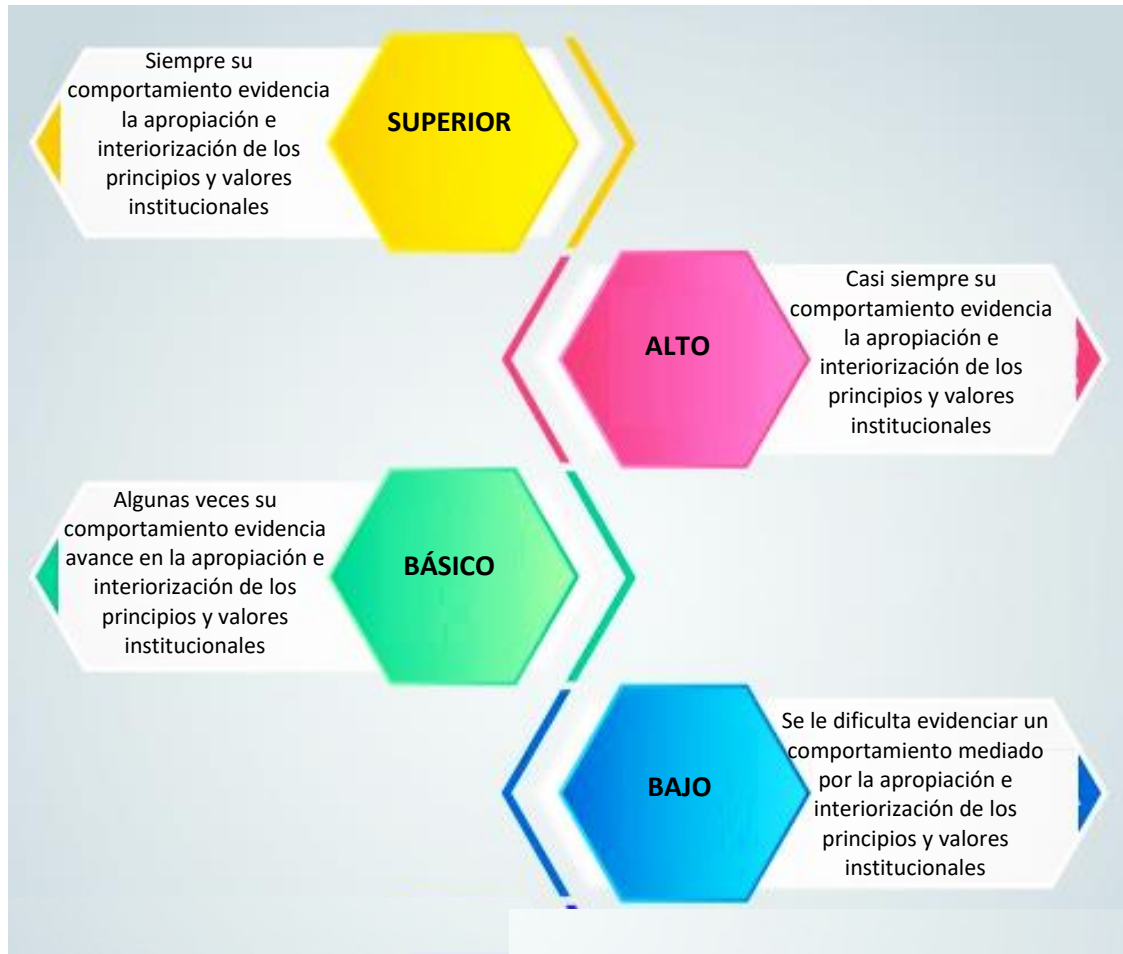 Siempre su
comportamiento evidencia
la apropiación e
interiorización de los
principios y valores
institucionales
SUPERIOR
Casi siempre su
comportamiento evidencia
la apropiación e
interiorización de los
principios y valores
institucionales
ALTO
Algunas veces su
comportamiento evidencia
avance en la apropiación e
interiorización de los
principios y valores
institucionales
BÁSICO
Se le dificulta evidenciar un
comportamiento mediado
por la apropiación e
interiorización de los
principios y valores
institucionales
BAJO